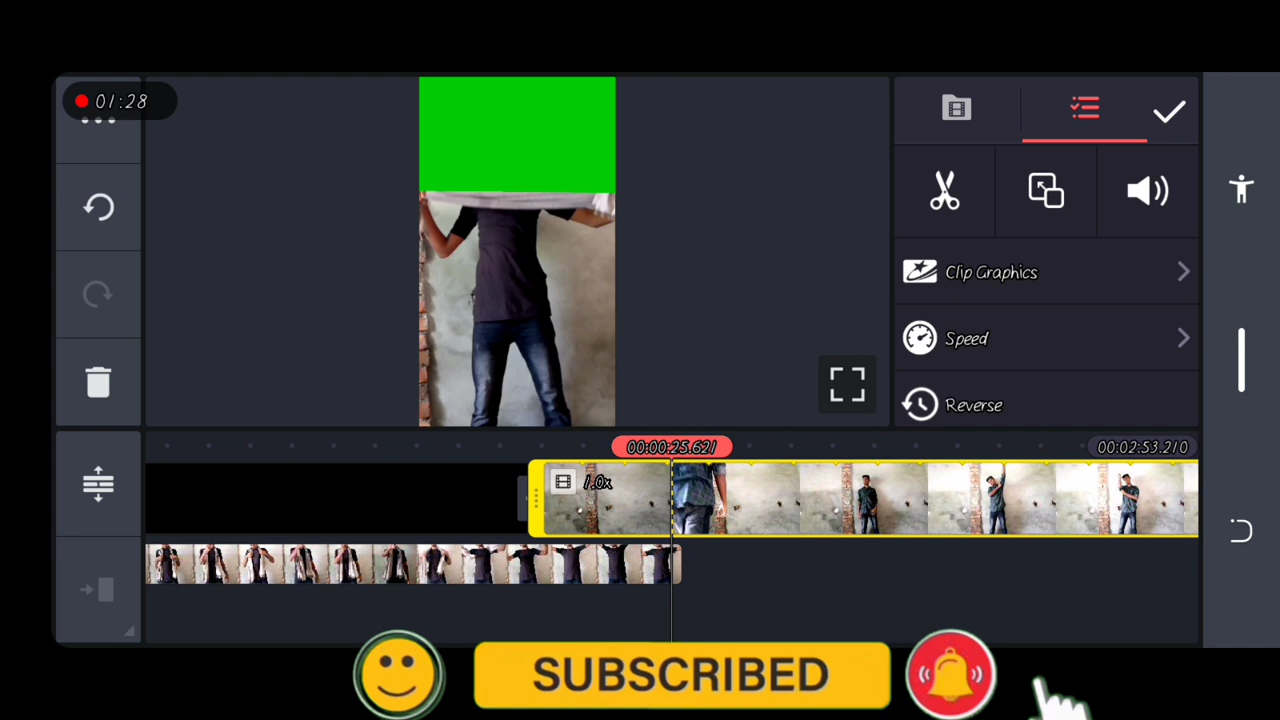 01:28
Clip Graphics
Speed
Reverse
00:00:25.621
00:02:53.210
1.0x
SUBSCRIBED